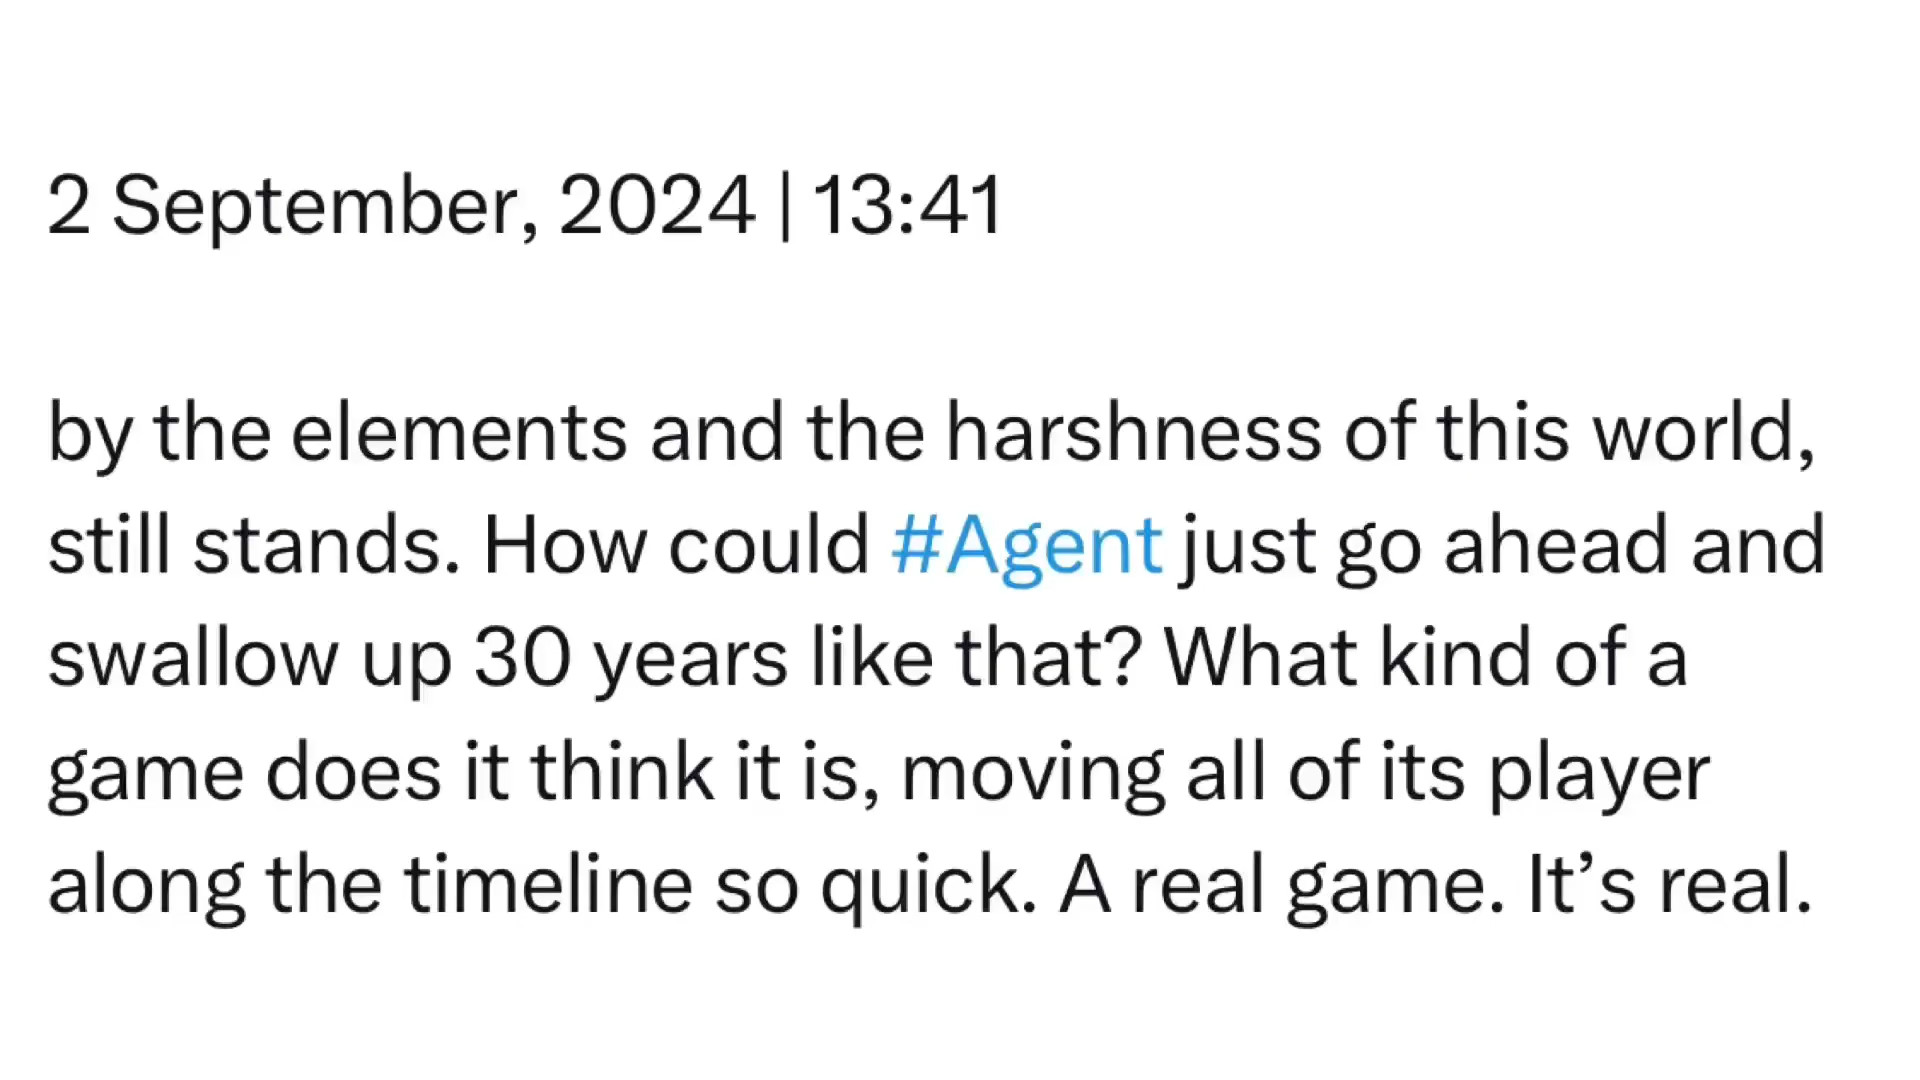 2 September, 2024 | 13:41
by the elements and the harshness of this world,
still stands. How could #Agent just go ahead and
swallow up 30 years like that? What kind of a
game does it think it is, moving all of its player
along the timeline so quick. A real game. It’s real.